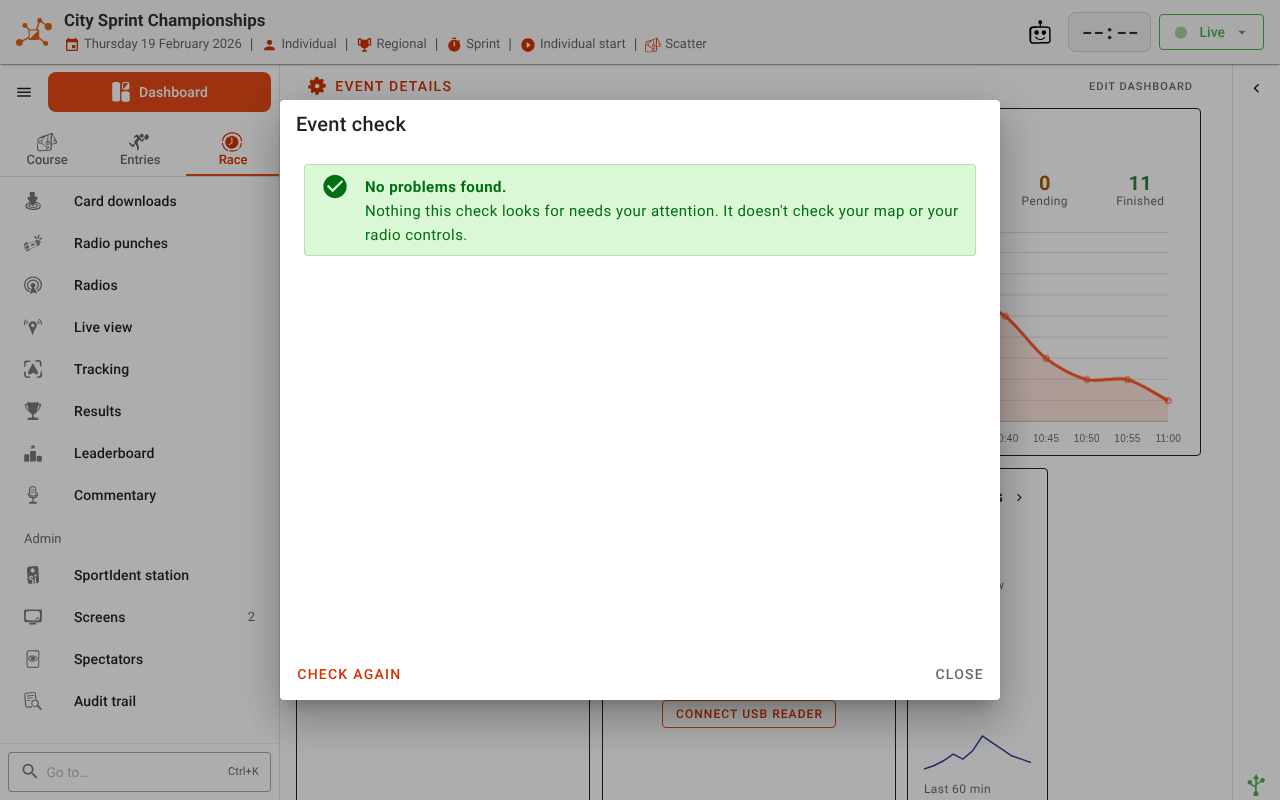 City Sprint Championships
Thursday 19 February 2026 | Individual | Regional | Sprint | Individual start | Scatter
--:--
Live
Dashboard
EVENT DETAILS
EDIT DASHBOARD
Course
Entries
Race
Card downloads
Radio punches
Radios
Live view
Tracking
Results
Leaderboard
Commentary
Admin
SportIdent station
Screens 2
Spectators
Audit trail
Go to... Ctrl+K
Event check
No problems found.
Nothing this check looks for needs your attention. It doesn't check your map or your
radio controls.
CHECK AGAIN
CLOSE
0
Pending
11
Finished
10:45 10:50 10:55 11:00
CONNECT USB READER
Last 60 min